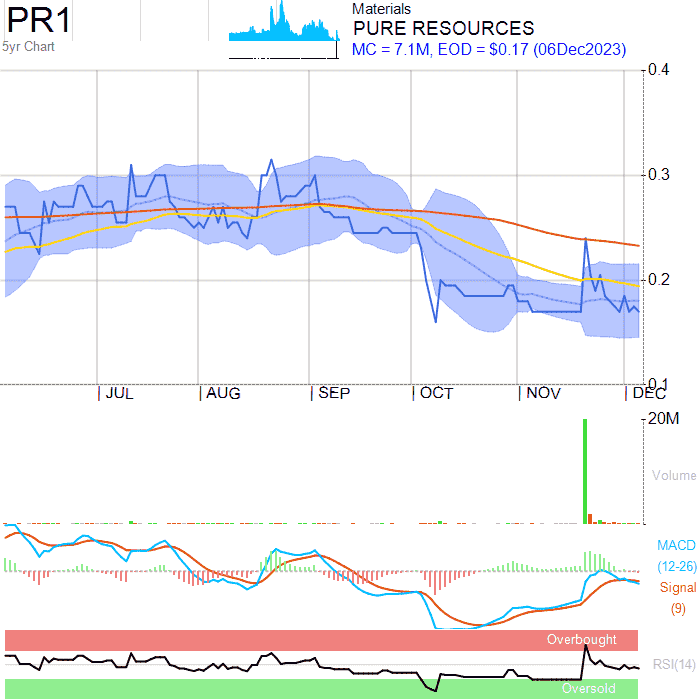 PR1
5yr Chart
Materials
PURE RESOURCES
MC = 7.1M, EOD = $0.17 (06Dec2023)
0.4
0.3
0.2
0.1
JUL AUG SEP OCT NOV DEC
20M
Volume
MACD
(12-26)
Signal
(9)
Overbought
RSI(14)
Oversold